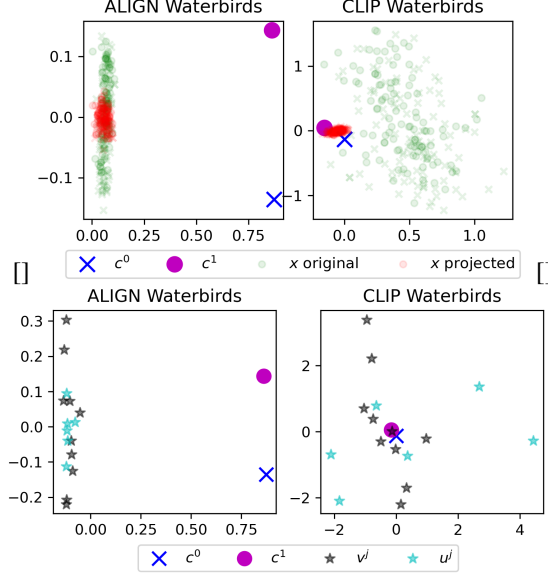 ALIGN Waterbirds
CLIP Waterbirds
0.1
0.0
−0.1
0.00 0.25 0.50 0.75
1
0
−1
0.0 0.5 1.0
c⁰ c¹ x original x projected
[] []
ALIGN Waterbirds
CLIP Waterbirds
0.3
0.2
0.1
0.0
−0.1
−0.2
0.00 0.25 0.50 0.75
2
0
−2
−2 0 2 4
c⁰ c¹ vʲ uʲ